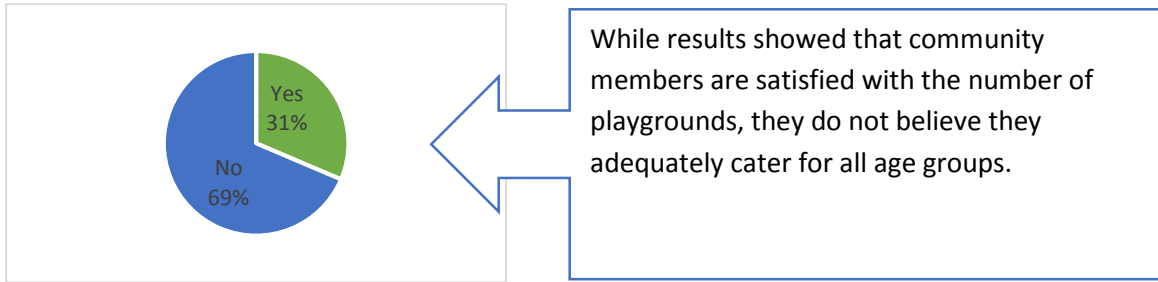 Yes
31%
No
69%
While results showed that community
members are satisfied with the number of
playgrounds, they do not believe they
adequately cater for all age groups.